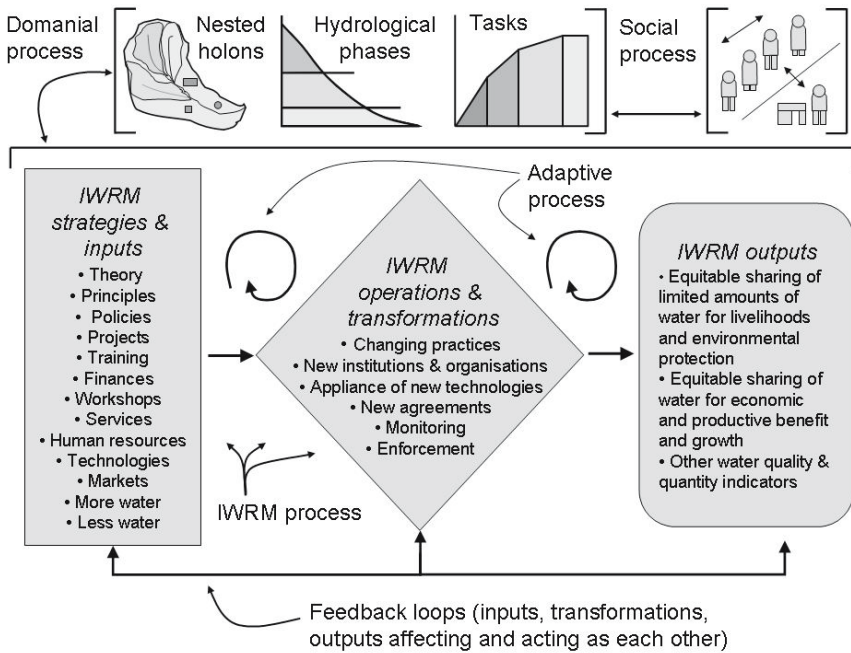 Domanial
process
Nested
holons
Hydrological
phases
Tasks
Social
process
Adaptive
process
IWRM
strategies &
inputs
• Theory
• Principles
• Policies
• Projects
• Training
• Finances
• Workshops
• Services
• Human resources
• Technologies
• Markets
• More water
• Less water
IWRM
operations &
transformations
• Changing practices
• New institutions & organisations
• Appliance of new technologies
• New agreements
• Monitoring
• Enforcement
IWRM process
IWRM outputs
• Equitable sharing of
limited amounts of
water for livelihoods
and environmental
protection
• Equitable sharing of
water for economic
and productive benefit
and growth
• Other water quality &
quantity indicators
Feedback loops (inputs, transformations,
outputs affecting and acting as each other)